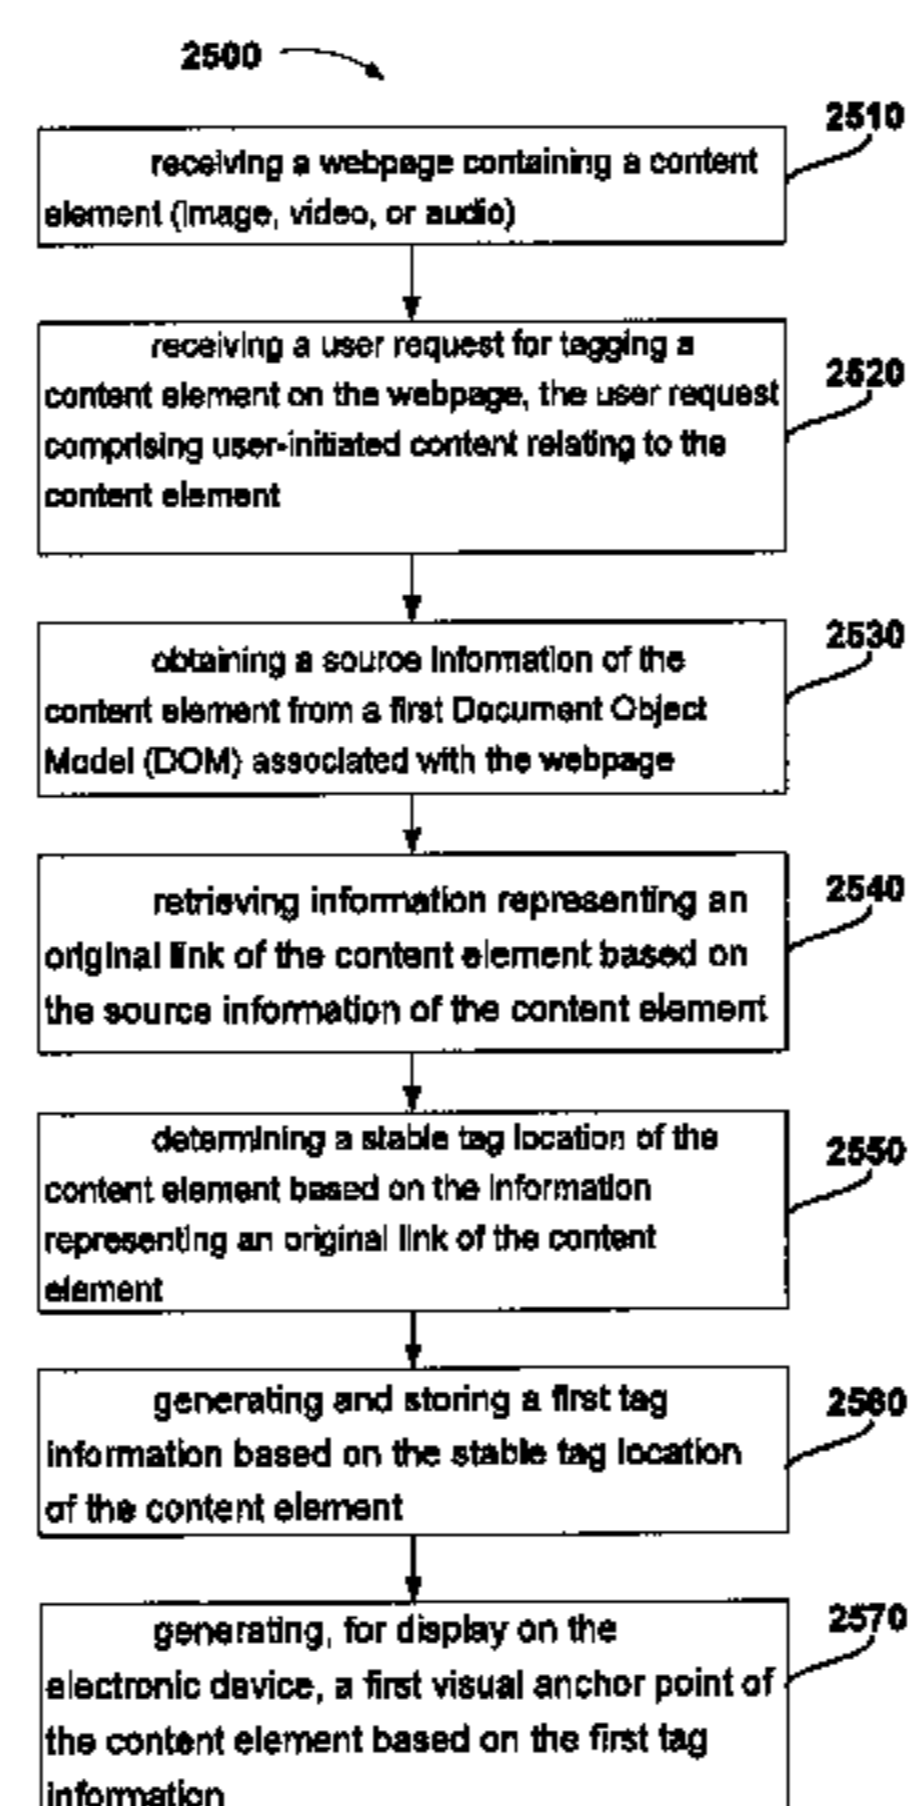 2500
2510
receiving a webpage containing a content
element (image, video, or audio)
2520
receiving a user request for tagging a
content element on the webpage, the user request
comprising user-initiated content relating to the
content element
2530
obtaining a source information of the
content element from a first Document Object
Model (DOM) associated with the webpage
2540
retrieving information representing an
original link of the content element based on
the source information of the content element
2550
determining a stable tag location of the
content element based on the information
representing an original link of the content
element
2560
generating and storing a first tag
information based on the stable tag location
of the content element
2570
generating, for display on the
electronic device, a first visual anchor point of
the content element based on the first tag
information